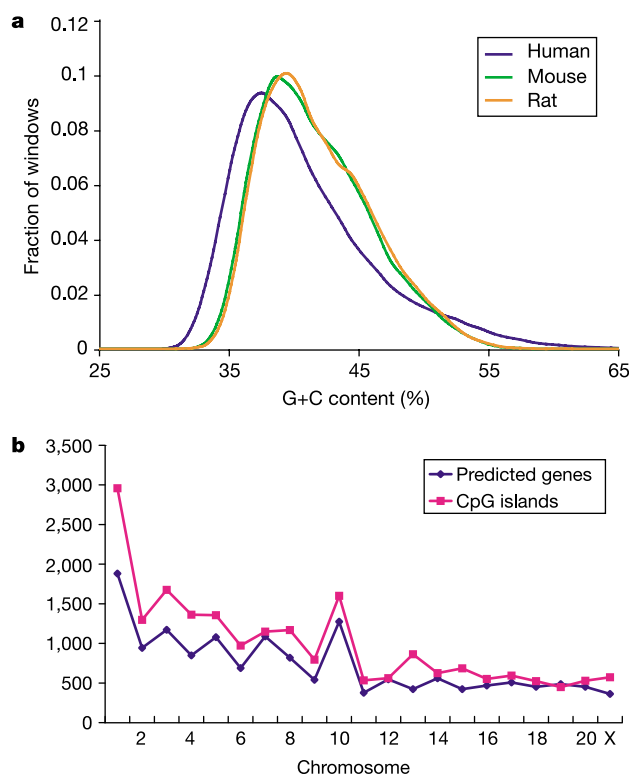 a
0.12
0.1
0.08
0.06
0.04
0.02
0
Fraction of windows
Human
Mouse
Rat
25 35 45 55 65
G+C content (%)
b
3,500
3,000
2,500
2,000
1,500
1,000
500
0
Predicted genes
CpG islands
2 4 6 8 10 12 14 16 18 20 X
Chromosome